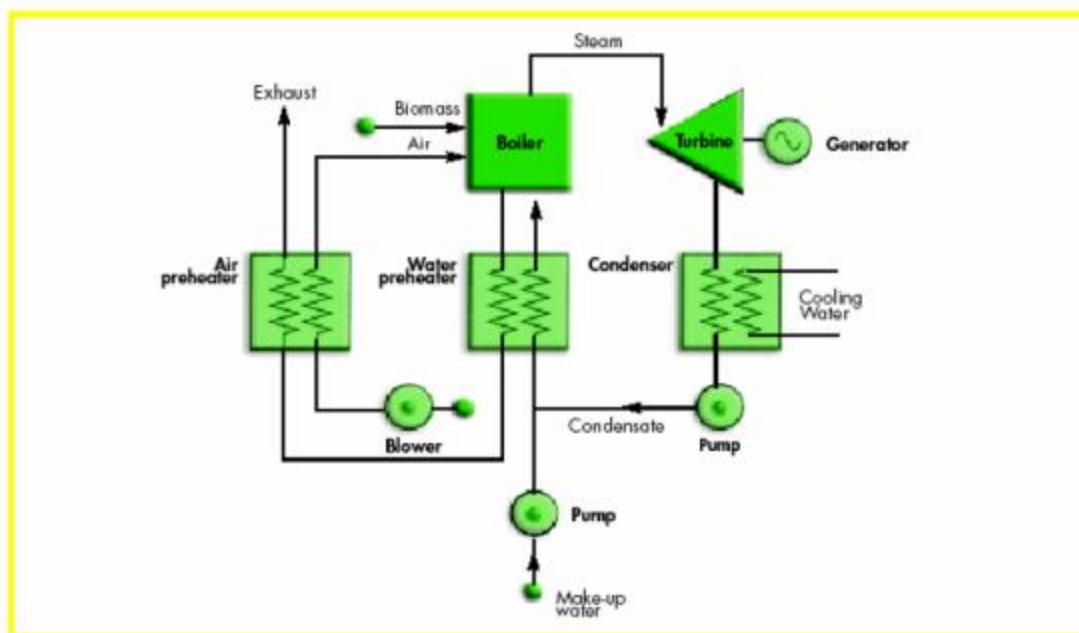 Steam
Exhaust
Biomass
Air
Boiler
Turbine
Generator
Air
preheater
Water
preheater
Condenser
Cooling
Water
Blower
Condensate
Pump
Pump
Make-up
water